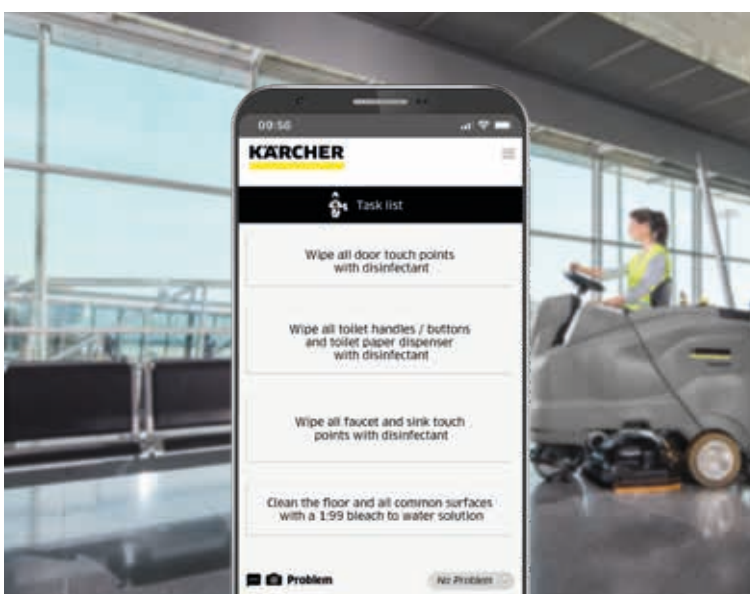 09:56
KÄRCHER
Task list
Wipe all door touch points
with disinfectant
Wipe all toilet handles / buttons
and toilet paper dispenser
with disinfectant
Wipe all faucet and sink touch
points with disinfectant
Clean the floor and all common surfaces
with a 1:99 bleach to water solution
Problem
No Problem